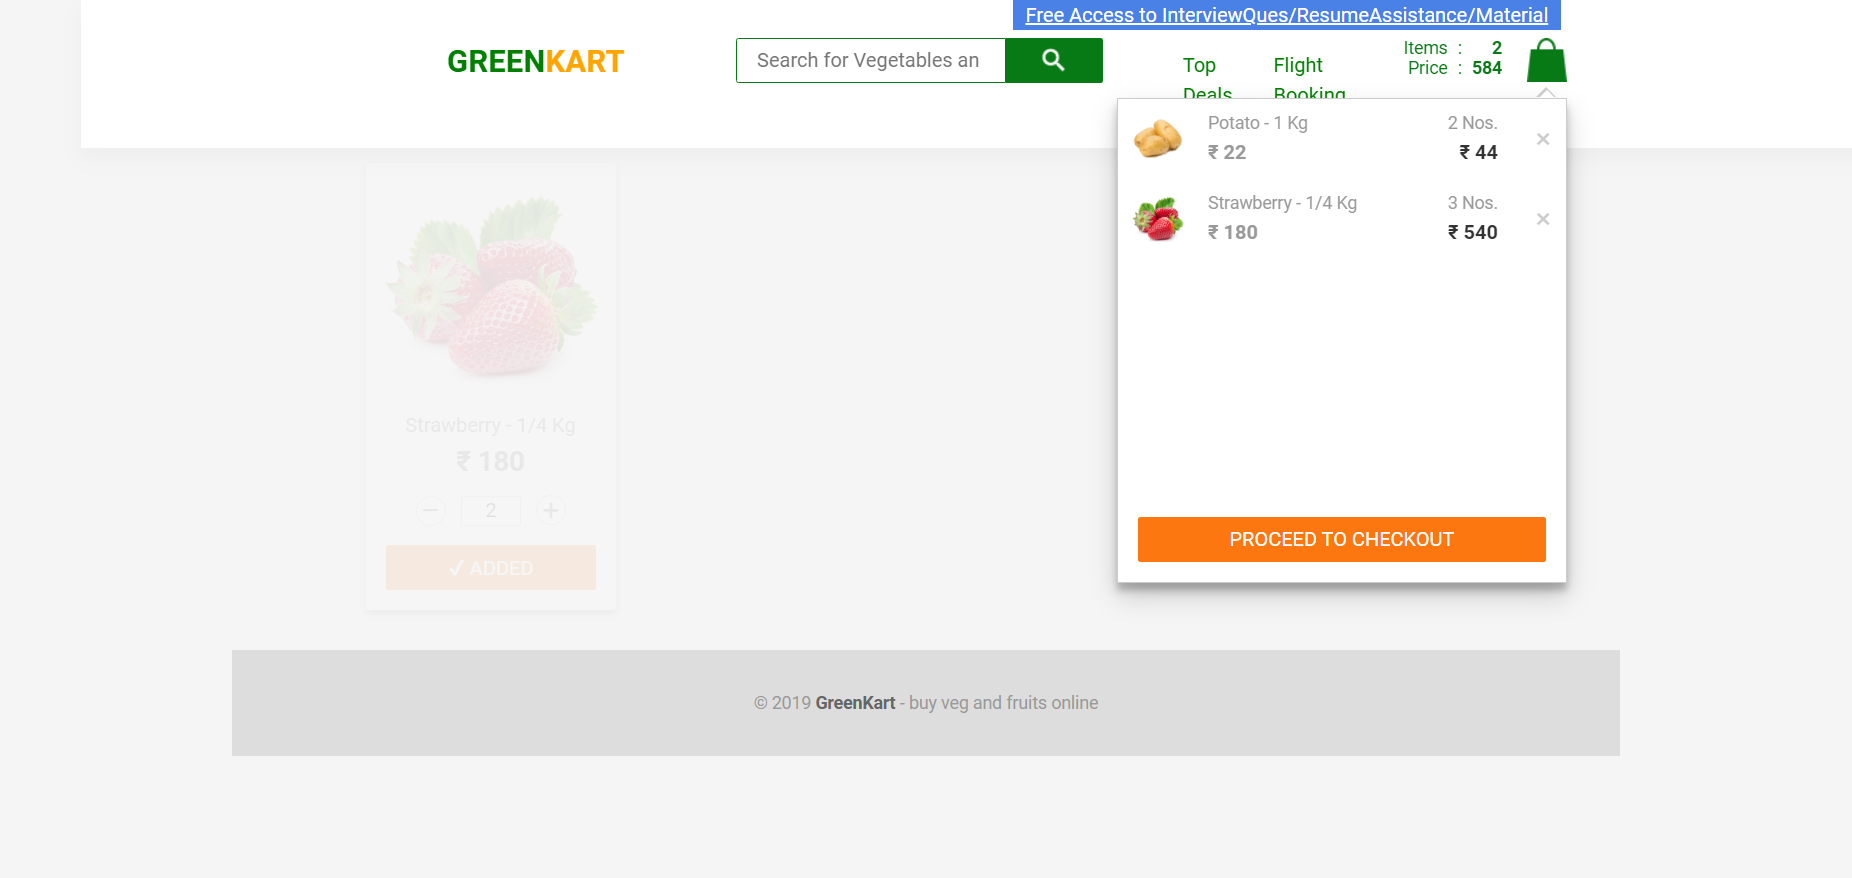 Free Access to InterviewQues/ResumeAssistance/Material
GREENKART
Search for Vegetables an
Top
Deals
Flight
Booking
Items : 2
Price : 584
Potato - 1 Kg 2 Nos.
₹ 22 ₹ 44
×
Strawberry - 1/4 Kg 3 Nos.
₹ 180 ₹ 540
×
PROCEED TO CHECKOUT
Strawberry - 1/4 Kg
₹ 180
− 2 +
✓ ADDED
© 2019 GreenKart - buy veg and fruits online